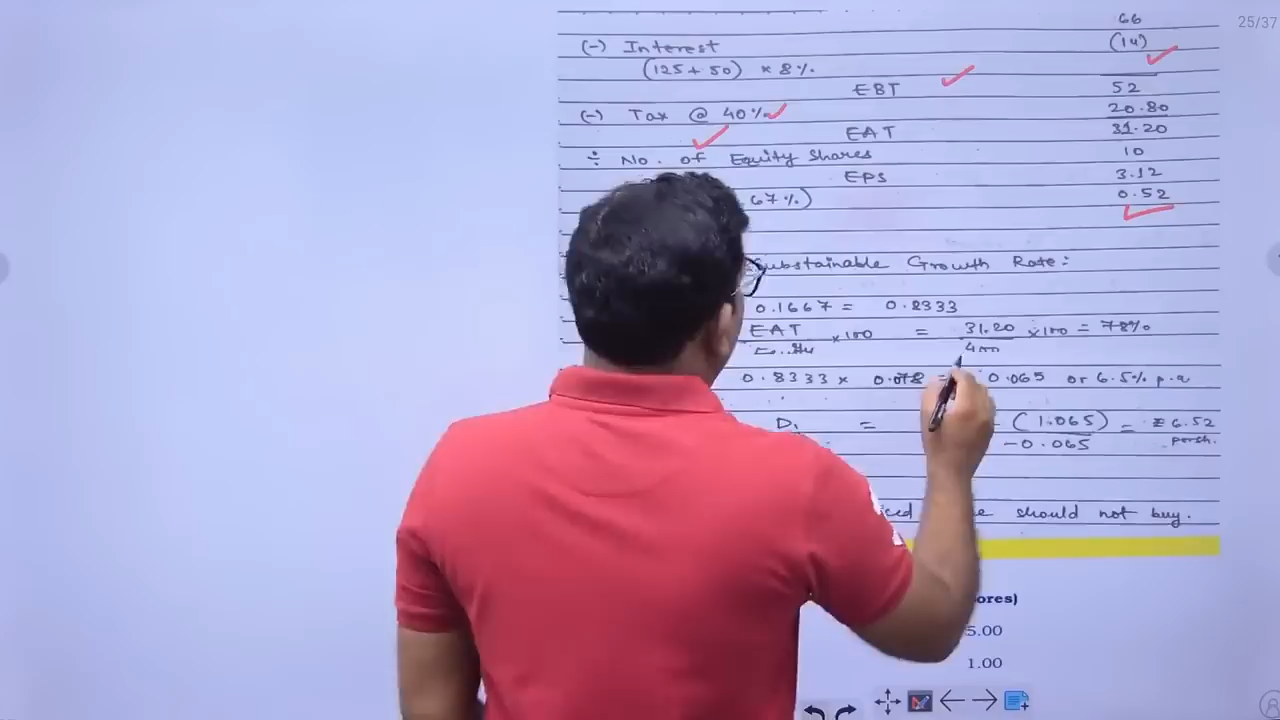 25/37
66
(-) Interest (14)
(125 + 50) × 8%.
EBT 52
(-) Tax @ 40% 20.80
EAT 31.20
÷ No. of Equity Shares 10
EPS 3.12
67%.) 0.52
Substainable Growth Rate:
0.1667 = 0.8333
EAT × 100 = 31.20 × 100 = 7.8%
400
0.8333 × 0.078 = 0.065 or 6.5% p.a
D₁ = (1.065) = ₹ 6.52
-0.065 persh.
should not buy.
ores)
5.00
1.00